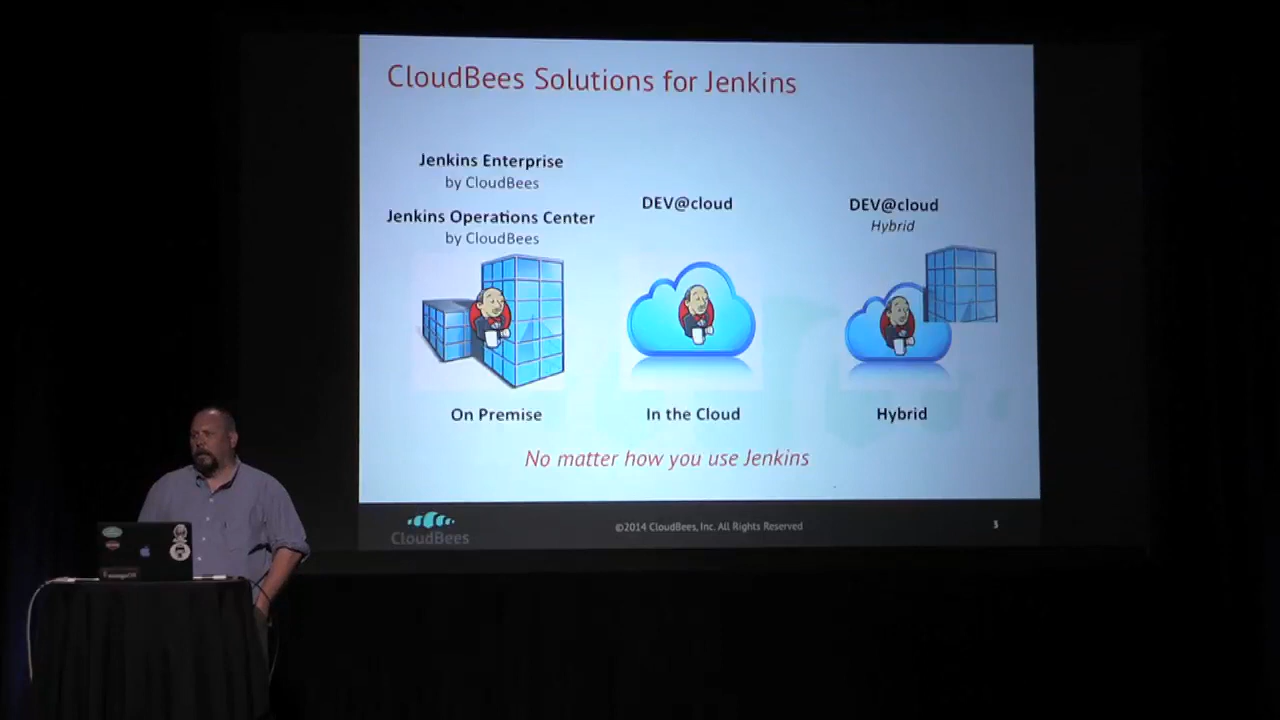 CloudBees Solutions for Jenkins
Jenkins Enterprise
by CloudBees
Jenkins Operations Center
by CloudBees
DEV@cloud
DEV@cloud
Hybrid
On Premise
In the Cloud
Hybrid
No matter how you use Jenkins
CloudBees
©2014 CloudBees, Inc. All Rights Reserved
3